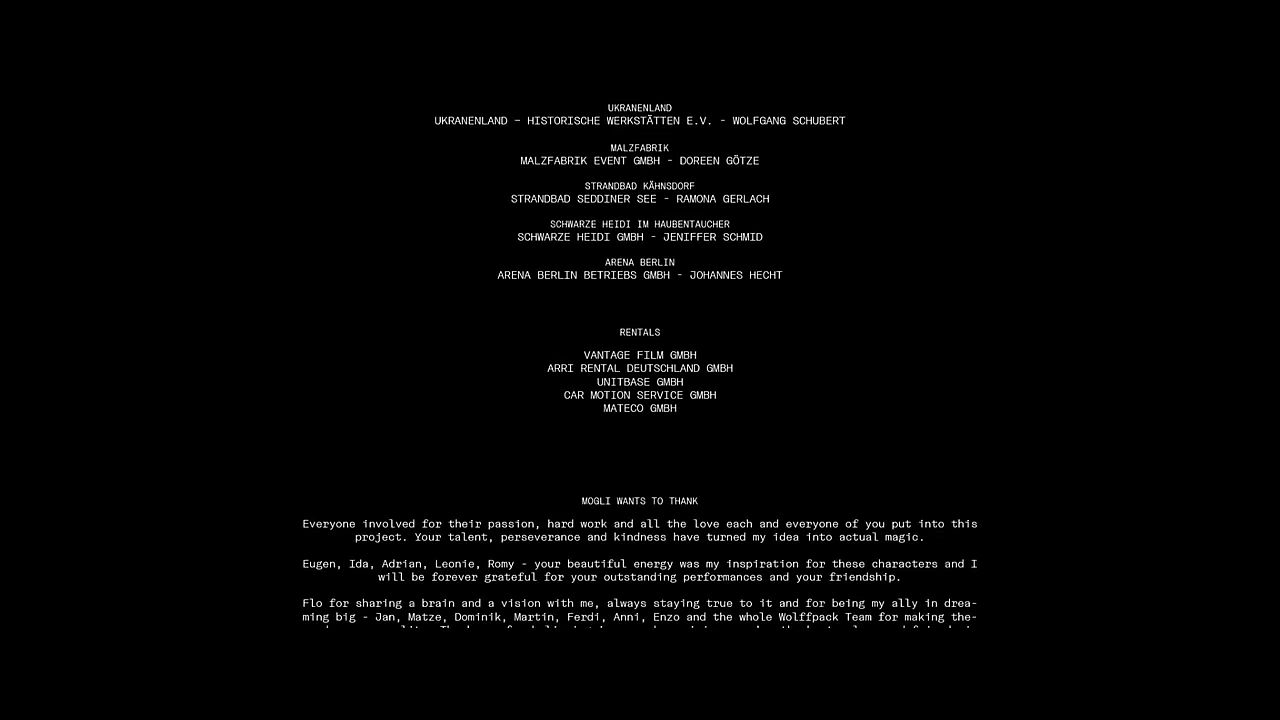 UKRANENLAND
UKRANENLAND – HISTORISCHE WERKSTÄTTEN E.V. - WOLFGANG SCHUBERT
MALZFABRIK
MALZFABRIK EVENT GMBH – DOREEN GÖTZE
STRANDBAD KÄHNSDORF
STRANDBAD SEDDINER SEE - RAMONA GERLACH
SCHWARZE HEIDI IM HAUBENTAUCHER
SCHWARZE HEIDI GMBH - JENIFFER SCHMID
ARENA BERLIN
ARENA BERLIN BETRIEBS GMBH - JOHANNES HECHT
RENTALS
VANTAGE FILM GMBH
ARRI RENTAL DEUTSCHLAND GMBH
UNITBASE GMBH
CAR MOTION SERVICE GMBH
MATECO GMBH
MOGLI WANTS TO THANK
Everyone involved for their passion, hard work and all the love each and everyone of you put into this
project. Your talent, perseverance and kindness have turned my idea into actual magic.
Eugen, Ida, Adrian, Leonie, Romy - your beautiful energy was my inspiration for these characters and I
will be forever grateful for your outstanding performances and your friendship.
Flo for sharing a brain and a vision with me, always staying true to it and for being my ally in drea-
ming big - Jan, Matze, Dominik, Martin, Ferdi, Anni, Enzo and the whole Wolffpack Team for making the-